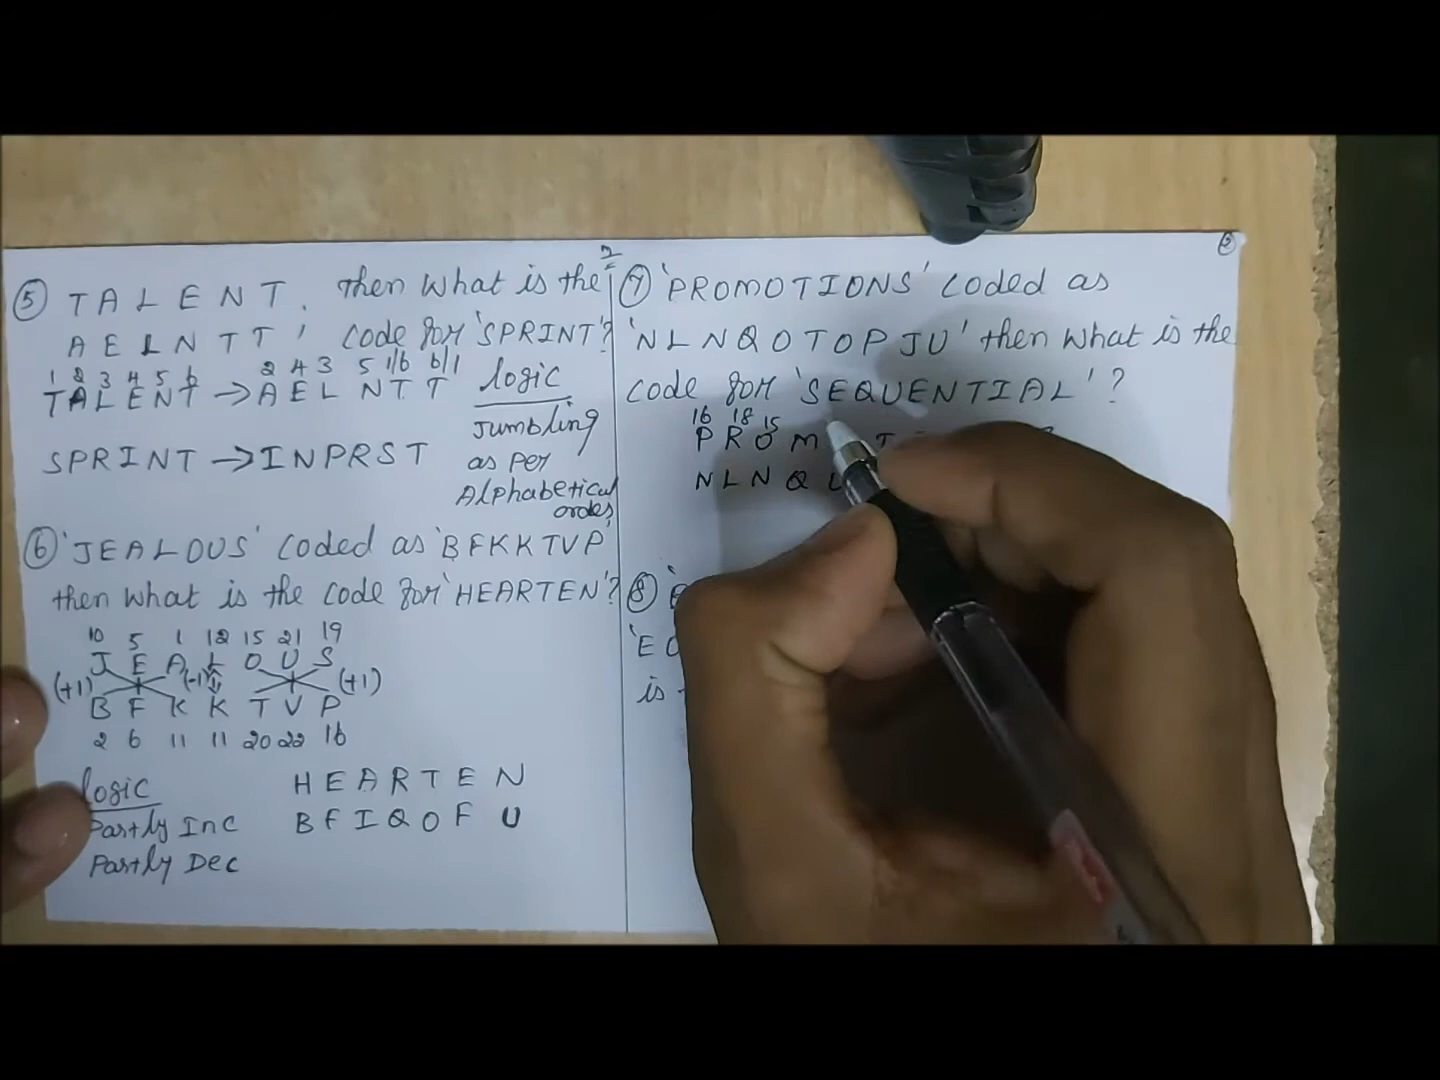 ⑤ TALENT. Then what is the
AELNTT' code for 'SPRINT'?
1 2 3 4 5 6 2 4 3 5 1/6 6/1
TALENT → AELNTT
logic
Jumbling
as per
Alphabetical
order
SPRINT → INPRST
⑥ 'JEALOUS' coded as 'BFKKTVP'
then what is the code for 'HEARTEN'?
10 5 1 12 15 21 19
JEALOUS
(+1) (-1) (+1)
BFKKTVP
2 6 11 11 20 22 16
logic
Partly Inc
Partly Dec
HEARTEN
BFIQOFU
②
⑦ 'PROMOTIONS' coded as
'NLNQOTOPJU' then what is the
code for 'SEQUENTIAL'?
16 18 15
PROM T
NLNQ
⑧
is